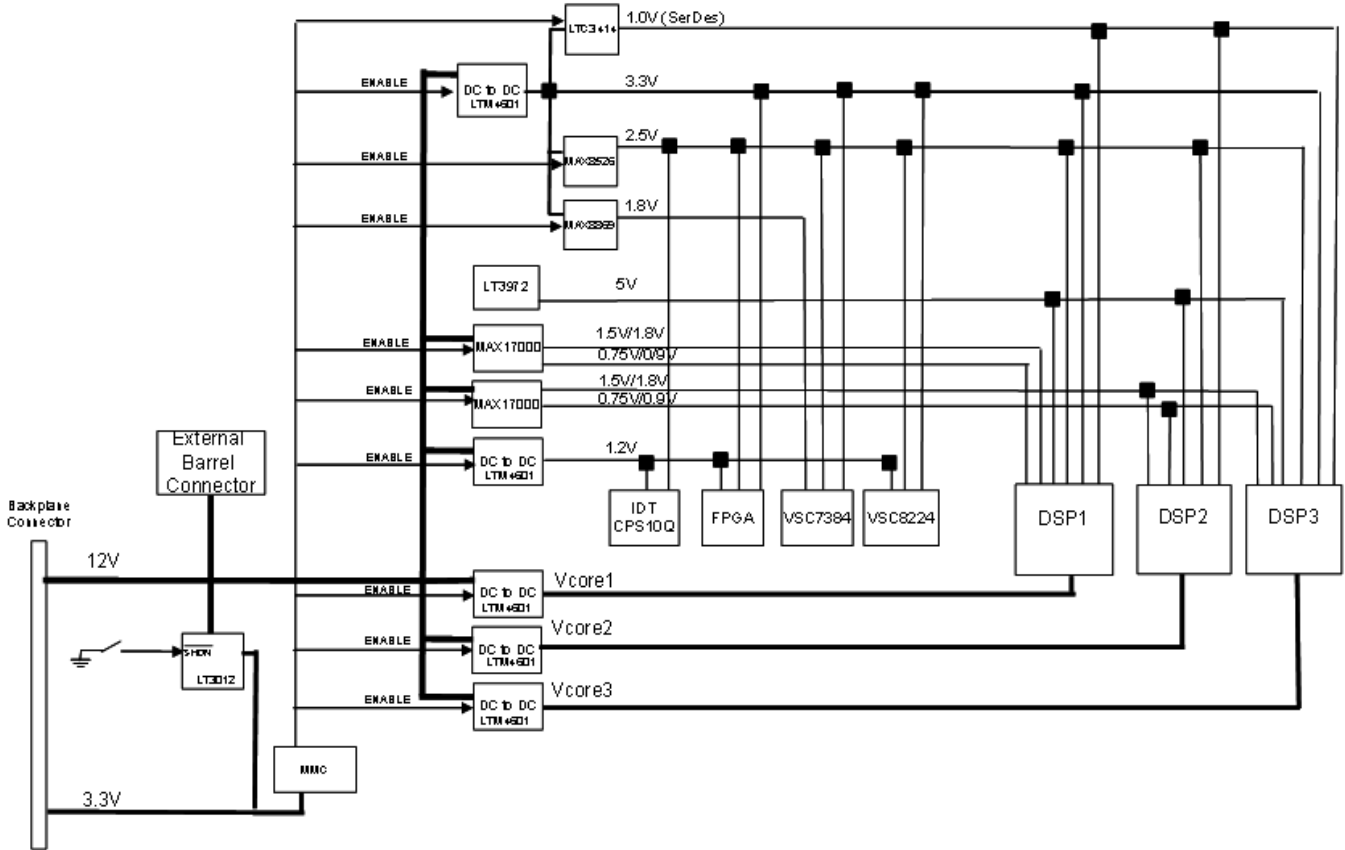 1.0V (SerDes)
LTC3414
ENABLE
DC to DC
LTM4601
3.3V
2.5V
ENABLE
MAX8526
1.8V
ENABLE
MAX8869
LT3972
5V
ENABLE
MAX17000
1.5V/1.8V
0.75V/0/9V
ENABLE
MAX17000
1.5V/1.8V
0.75V/0.9V
External
Barrel
Connector
ENABLE
DC to DC
LTM4601
1.2V
IDT
CPS10Q
FPGA
VSC7384
VSC8224
DSP1
DSP2
DSP3
Backplane
Connector
12V
ENABLE
DC to DC
LTM4601
Vcore1
SHDN
LT3012
ENABLE
DC to DC
LTM4601
Vcore2
ENABLE
DC to DC
LTM4601
Vcore3
MMC
3.3V